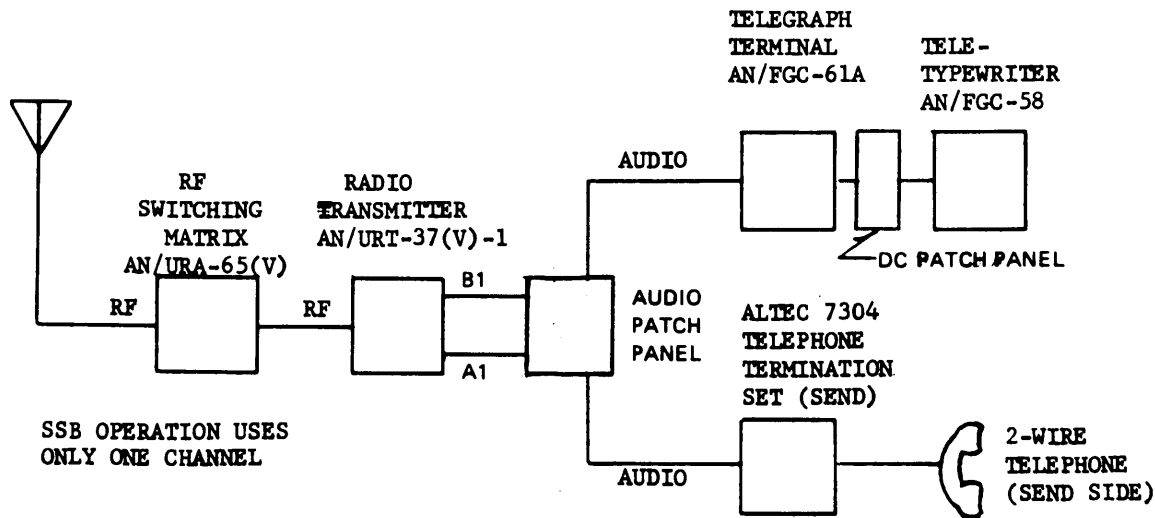 TELEGRAPH
TERMINAL
AN/FGC-61A
TELE-
TYPEWRITER
AN/FGC-58
AUDIO
RF
SWITCHING
MATRIX
AN/URA-65(V)
RADIO
TRANSMITTER
AN/URT-37(V)-1
DC PATCH PANEL
B1
RF
RF
A1
AUDIO
PATCH
PANEL
ALTEC 7304
TELEPHONE
TERMINATION
SET (SEND)
SSB OPERATION USES
ONLY ONE CHANNEL
AUDIO
2-WIRE
TELEPHONE
(SEND SIDE)